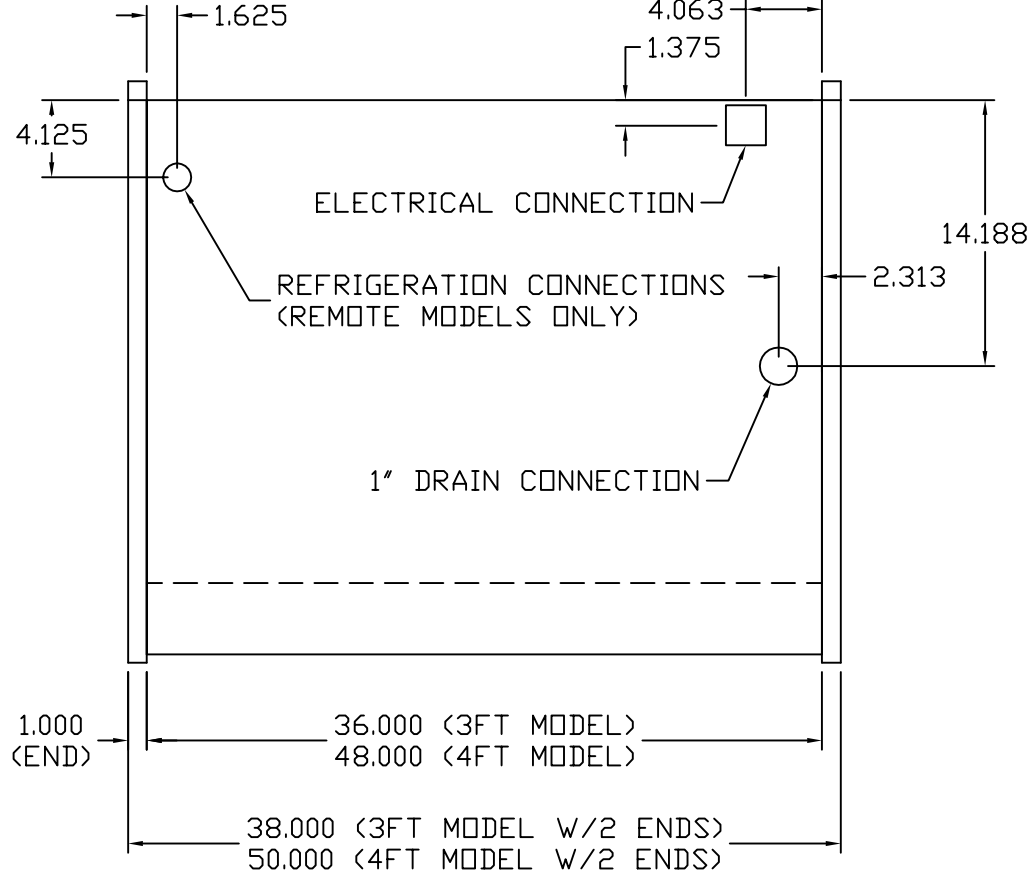 4.063
1.625
1.375
4.125
ELECTRICAL CONNECTION
14.188
REFRIGERATION CONNECTIONS
(REMOTE MODELS ONLY)
2.313
1" DRAIN CONNECTION
1.000
(END)
36.000 (3FT MODEL)
48.000 (4FT MODEL)
38.000 (3FT MODEL W/2 ENDS)
50.000 (4FT MODEL W/2 ENDS)